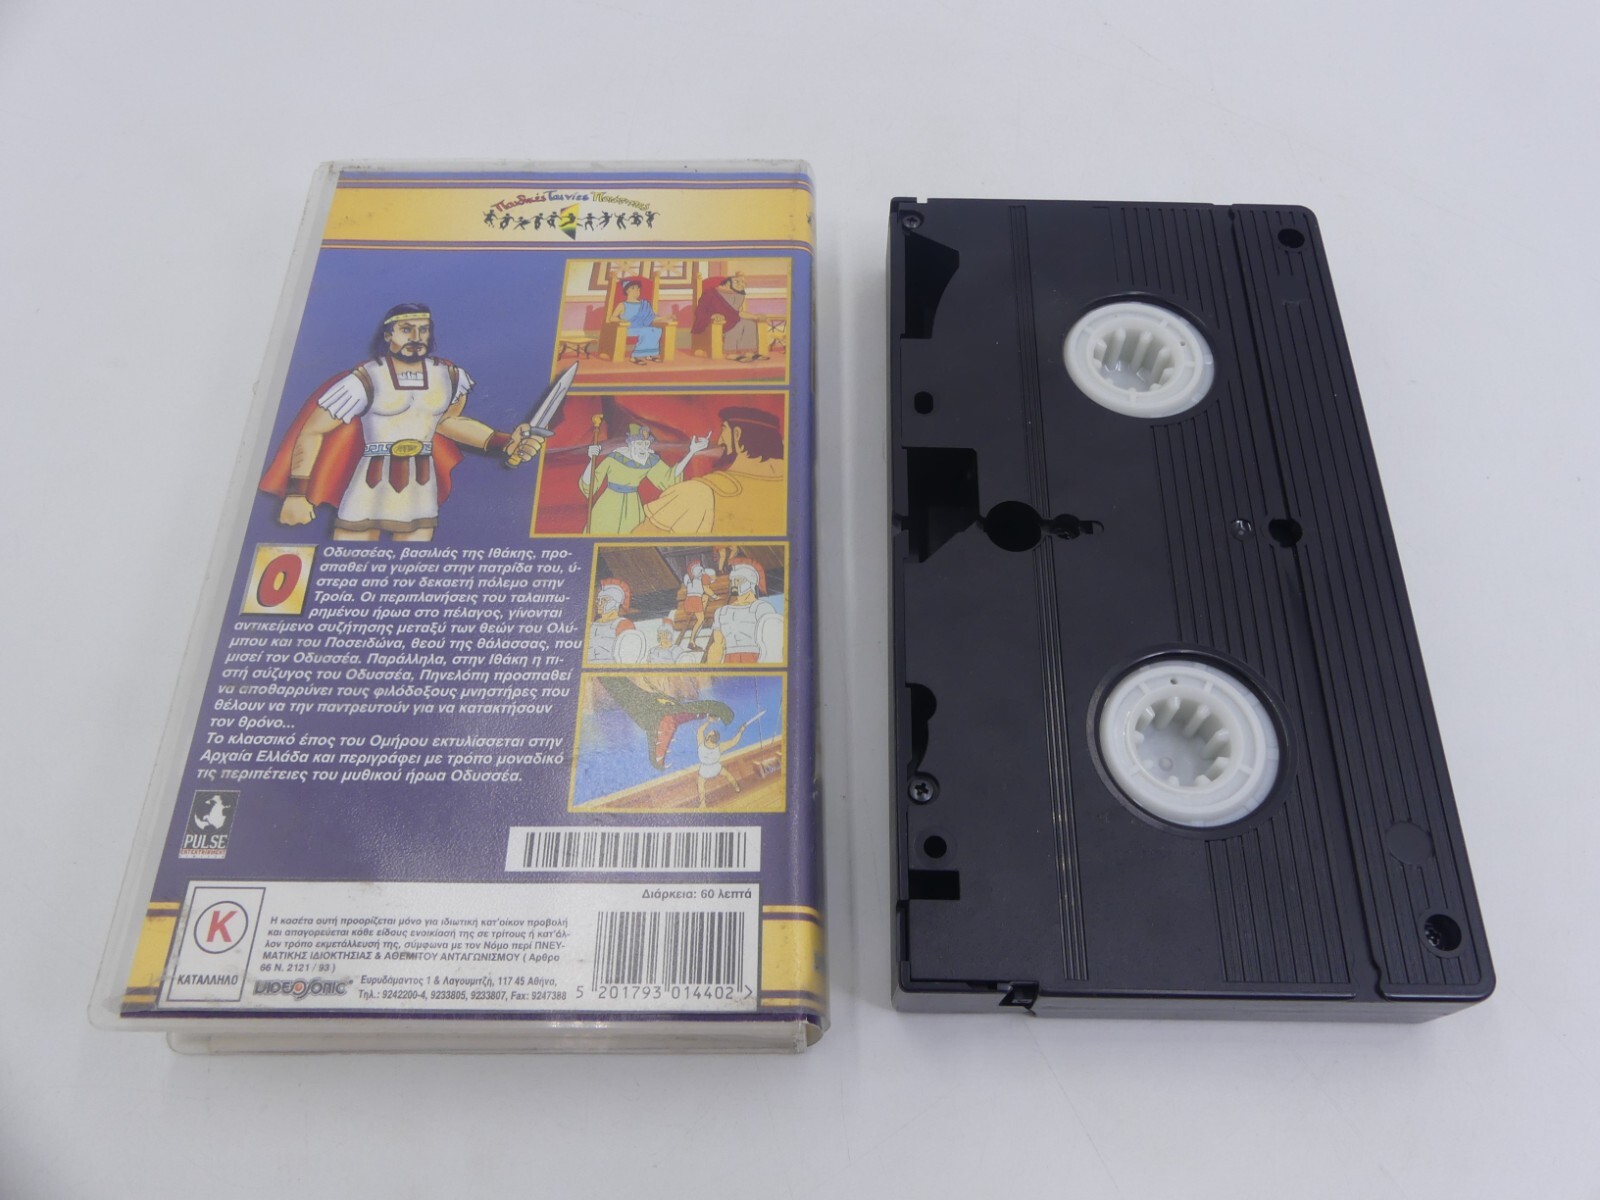 Παιδικές Ταινίες
Ο
Οδυσσέας, βασιλιάς της Ιθάκης, προ-
σπαθεί να γυρίσει στην πατρίδα του, ύ-
στερα από τον δεκαετή πόλεμο στην
Τροία. Οι περιπλανήσεις του ταλαιπω-
ρημένου ήρωα στο πέλαγος, γίνονται
αντικείμενο συζήτησης μεταξύ των θεών του Ολύ-
μπου και του Ποσειδώνα, θεού της θάλασσας, που
μισεί τον Οδυσσέα. Παράλληλα, στην Ιθάκη η πι-
στή σύζυγος του Οδυσσέα, Πηνελόπη προσπαθεί
να αποθαρρύνει τους φιλόδοξους μνηστήρες που
θέλουν να την παντρευτούν για να κατακτήσουν
τον θρόνο...
Το κλασσικό έπος του Ομήρου εκτυλίσσεται στην
Αρχαία Ελλάδα και περιγράφει με τρόπο μοναδικό
τις περιπέτειες του μυθικού ήρωα Οδυσσέα.
PULSE
ENTERTAINMENT
Διάρκεια: 60 λεπτά
K
ΚΑΤΑΛΛΗΛΟ
Η κασέτα αυτή προορίζεται μόνο για ιδιωτική κατ'οίκον προβολή
και απαγορεύεται κάθε είδους ενοικίασή της σε τρίτους ή κατ'άλ-
λον τρόπο εκμετάλλευσή της, σύμφωνα με τον Νόμο περί ΠΝΕΥ-
ΜΑΤΙΚΗΣ ΙΔΙΟΚΤΗΣΙΑΣ & ΑΘΕΜΙΤΟΥ ΑΝΤΑΓΩΝΙΣΜΟΥ ( Αρθρο
66 Ν. 2121 / 93 )
VIDEOSONIC
Ευρυδάμαντος 1 & Λαγουμιτζή, 117 45 Αθήνα,
Τηλ.: 9242200-4, 9233805, 9233807, Fax: 9247388
5 201793 014402 >